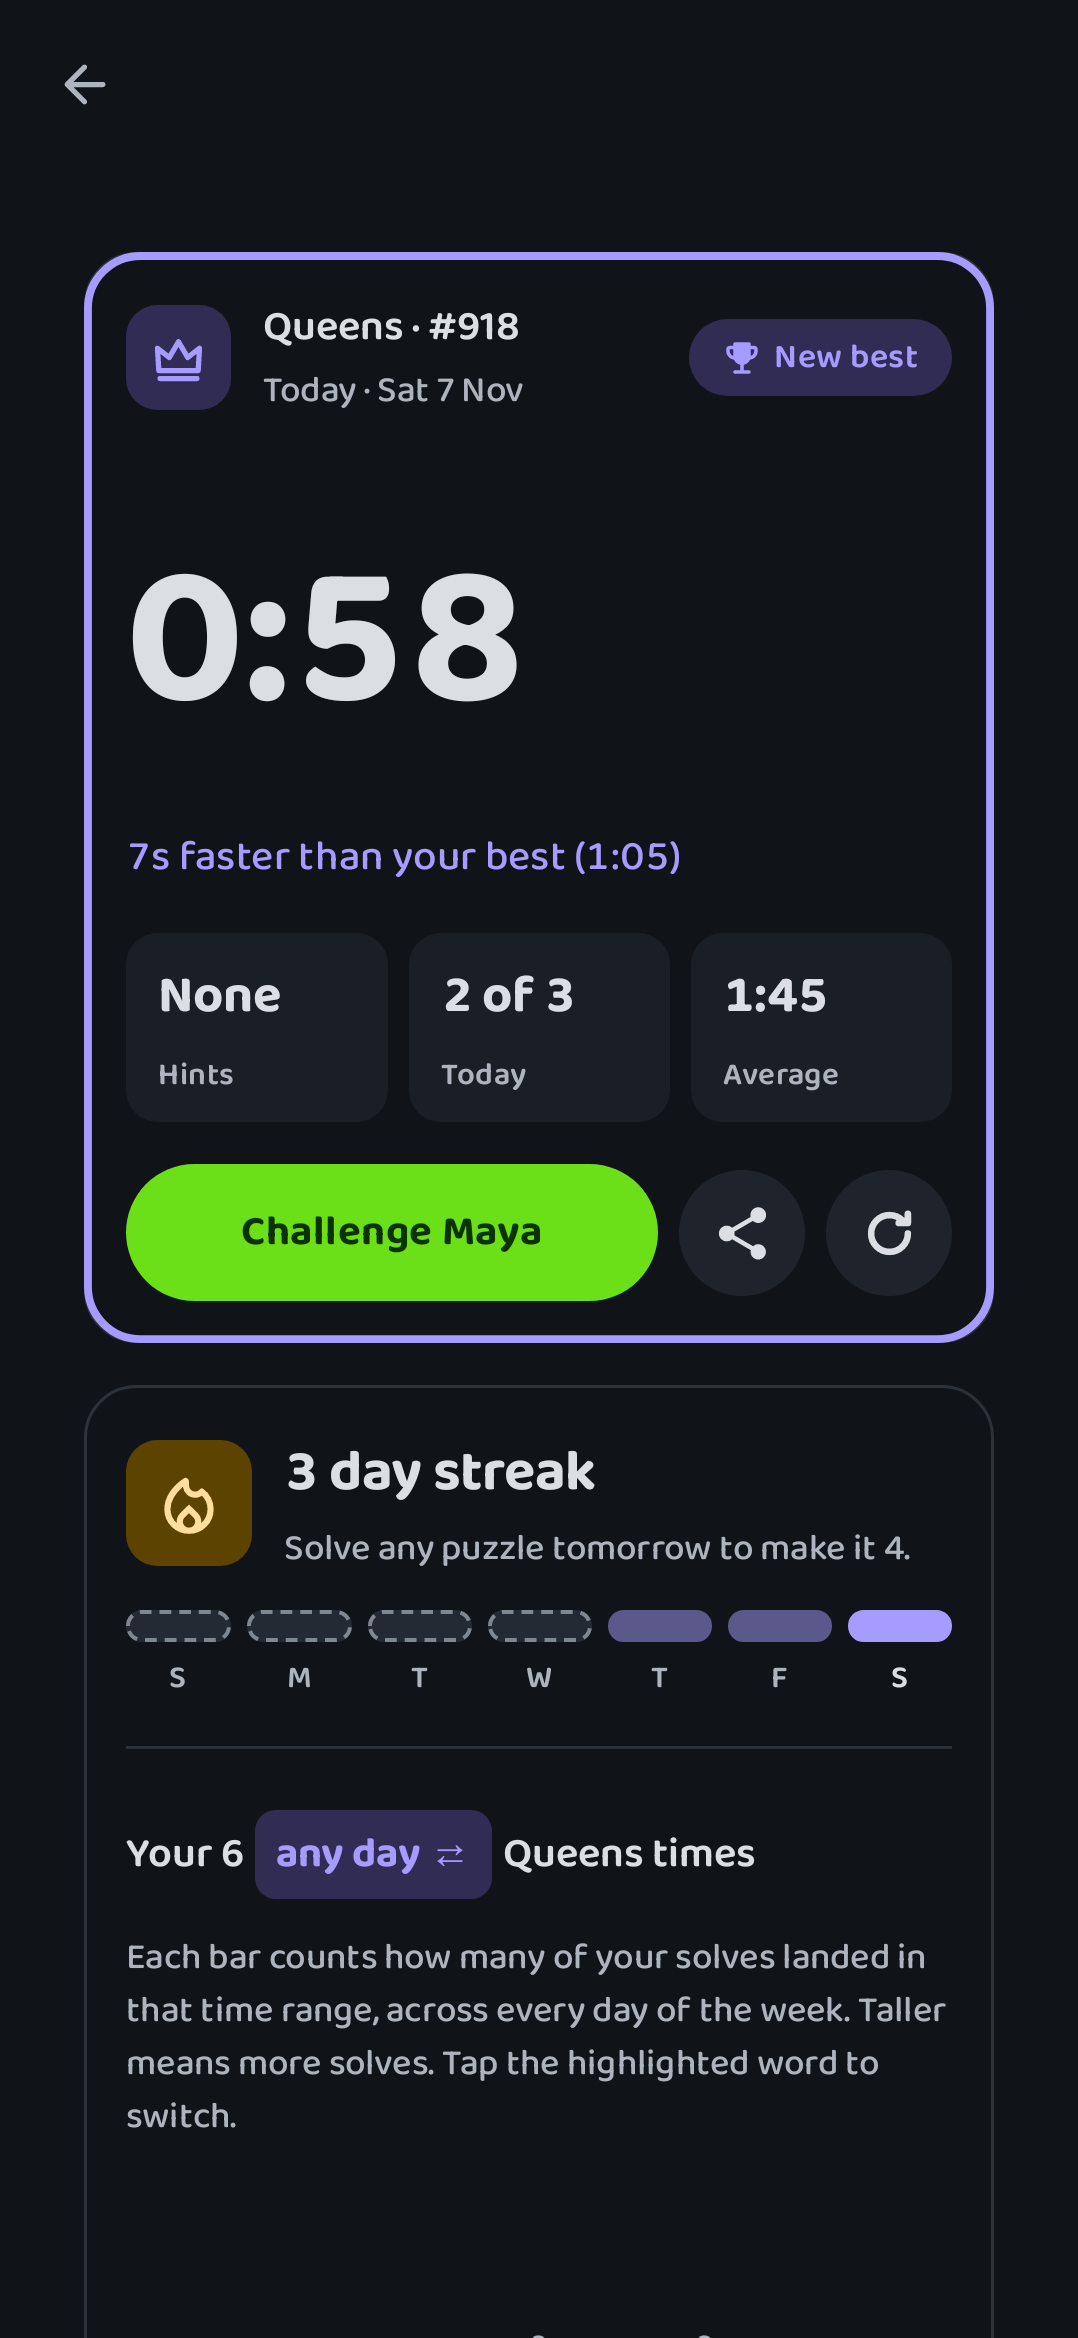 Queens · #918
Today · Sat 7 Nov
New best
0:58
7s faster than your best (1:05)
None
Hints
2 of 3
Today
1:45
Average
Challenge Maya
3 day streak
Solve any puzzle tomorrow to make it 4.
S M T W T F S
Your 6 any day ⇄ Queens times
Each bar counts how many of your solves landed in
that time range, across every day of the week. Taller
means more solves. Tap the highlighted word to
switch.